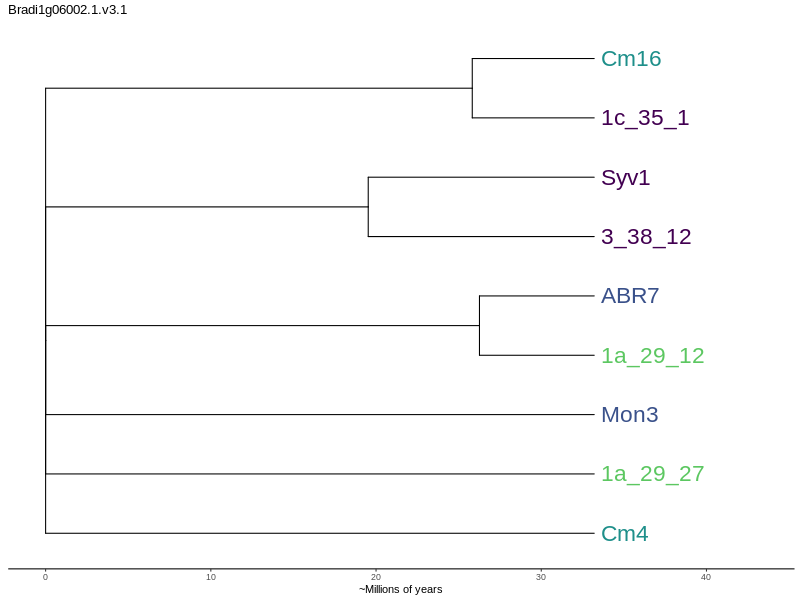 Bradi1g06002.1.v3.1
Cm16
1c_35_1
Syv1
3_38_12
ABR7
1a_29_12
Mon3
1a_29_27
Cm4
0 10 20 30 40
~Millions of years